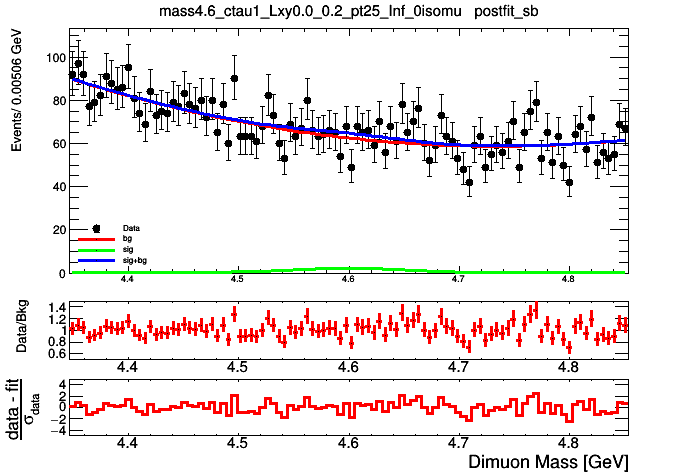 mass4.6_ctau1_Lxy0.0_0.2_pt25_Inf_0isomu postfit_sb
Events/ 0.00506 GeV
100
80
60
40
20
0
Data
bg
sig
sig+bg
4.4 4.5 4.6 4.7 4.8
Data/Bkg
1.4
1.2
1
0.8
0.6
4.4 4.5 4.6 4.7 4.8
data - fit
σdata
4
2
0
−2
−4
4.4 4.5 4.6 4.7 4.8
Dimuon Mass [GeV]